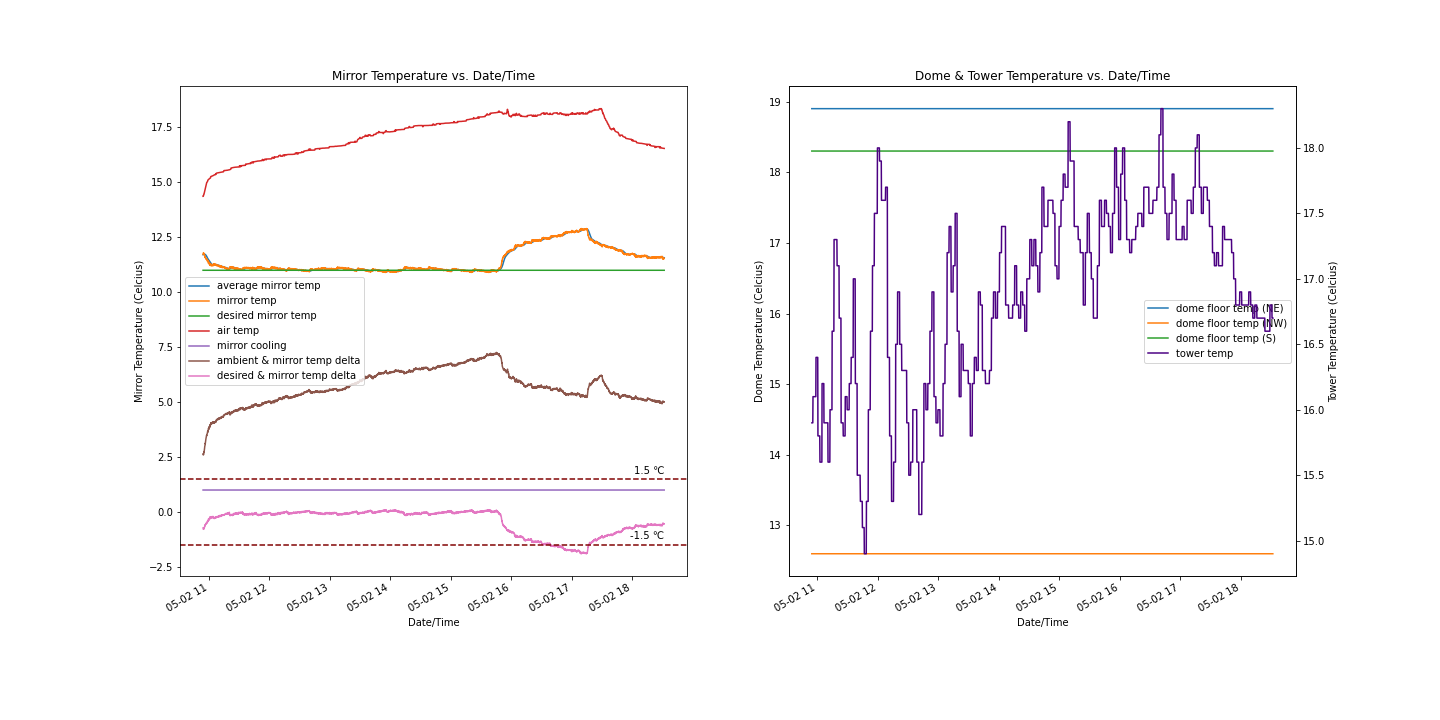 Mirror Temperature vs. Date/Time
Mirror Temperature (Celcius)
17.5
15.0
12.5
10.0
7.5
5.0
2.5
0.0
−2.5
average mirror temp
mirror temp
desired mirror temp
air temp
mirror cooling
ambient & mirror temp delta
desired & mirror temp delta
1.5 °C
-1.5 °C
05-02 11
05-02 12
05-02 13
05-02 14
05-02 15
05-02 16
05-02 17
05-02 18
Date/Time
Dome & Tower Temperature vs. Date/Time
Dome Temperature (Celcius)
19
18
17
16
15
14
13
dome floor temp (NE)
dome floor temp (NW)
dome floor temp (S)
tower temp
18.0
17.5
17.0
16.5
16.0
15.5
15.0
Tower Temperature (Celcius)
05-02 11
05-02 12
05-02 13
05-02 14
05-02 15
05-02 16
05-02 17
05-02 18
Date/Time